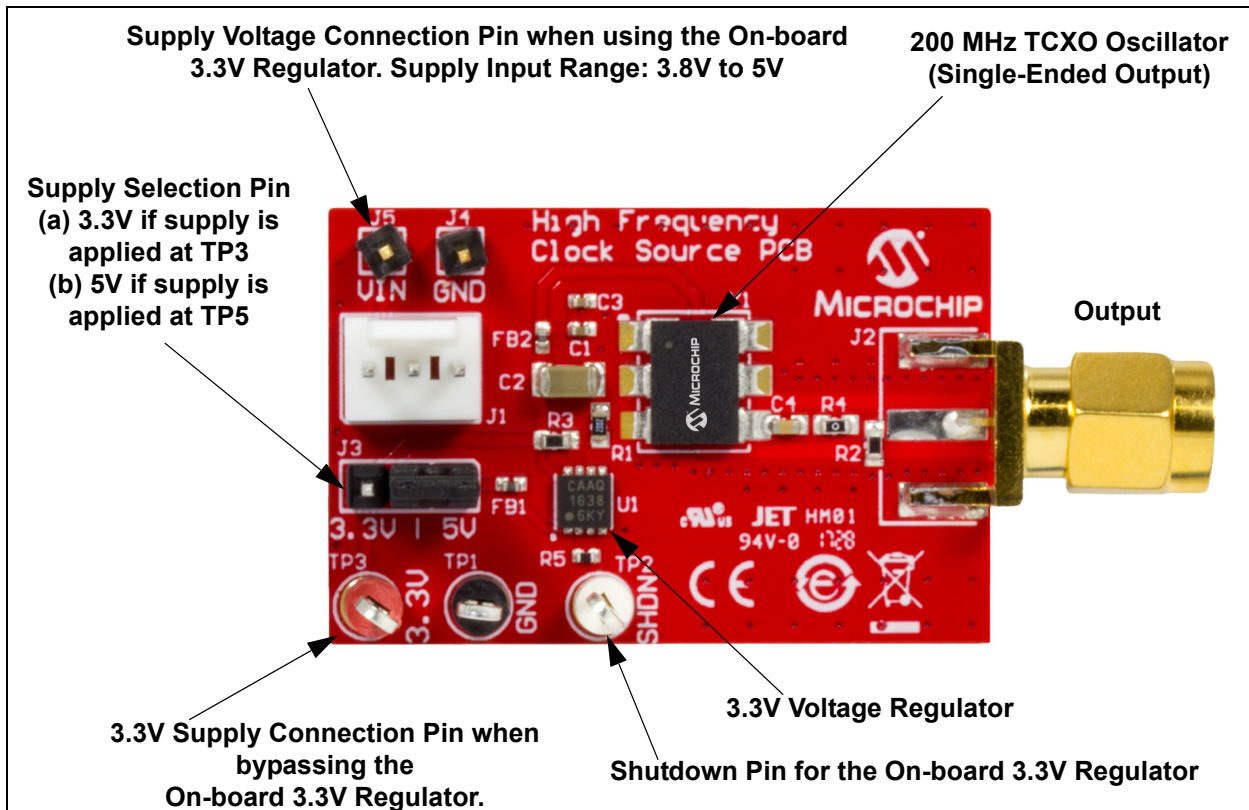 Supply Voltage Connection Pin when using the On-board
3.3V Regulator. Supply Input Range: 3.8V to 5V
200 MHz TCXO Oscillator
(Single-Ended Output)
Supply Selection Pin
(a) 3.3V if supply is
applied at TP3
(b) 5V if supply is
applied at TP5
Output
J5
J4
VIN
GND
High Frequency
Clock Source PCB
MICROCHIP
J2
C3
1
FB2
C1
C2
MICROCHIP
J1
R3
R1
C4
R4
R2
J3
FB1
CAAQ
1638
6KY
U1
3.3V | 5V
JET HM01
94V-0 1728
R5
TP3
TP1
TP2
3.3V
GND
SHDN
CE
e
3.3V Voltage Regulator
3.3V Supply Connection Pin when
bypassing the
On-board 3.3V Regulator.
Shutdown Pin for the On-board 3.3V Regulator